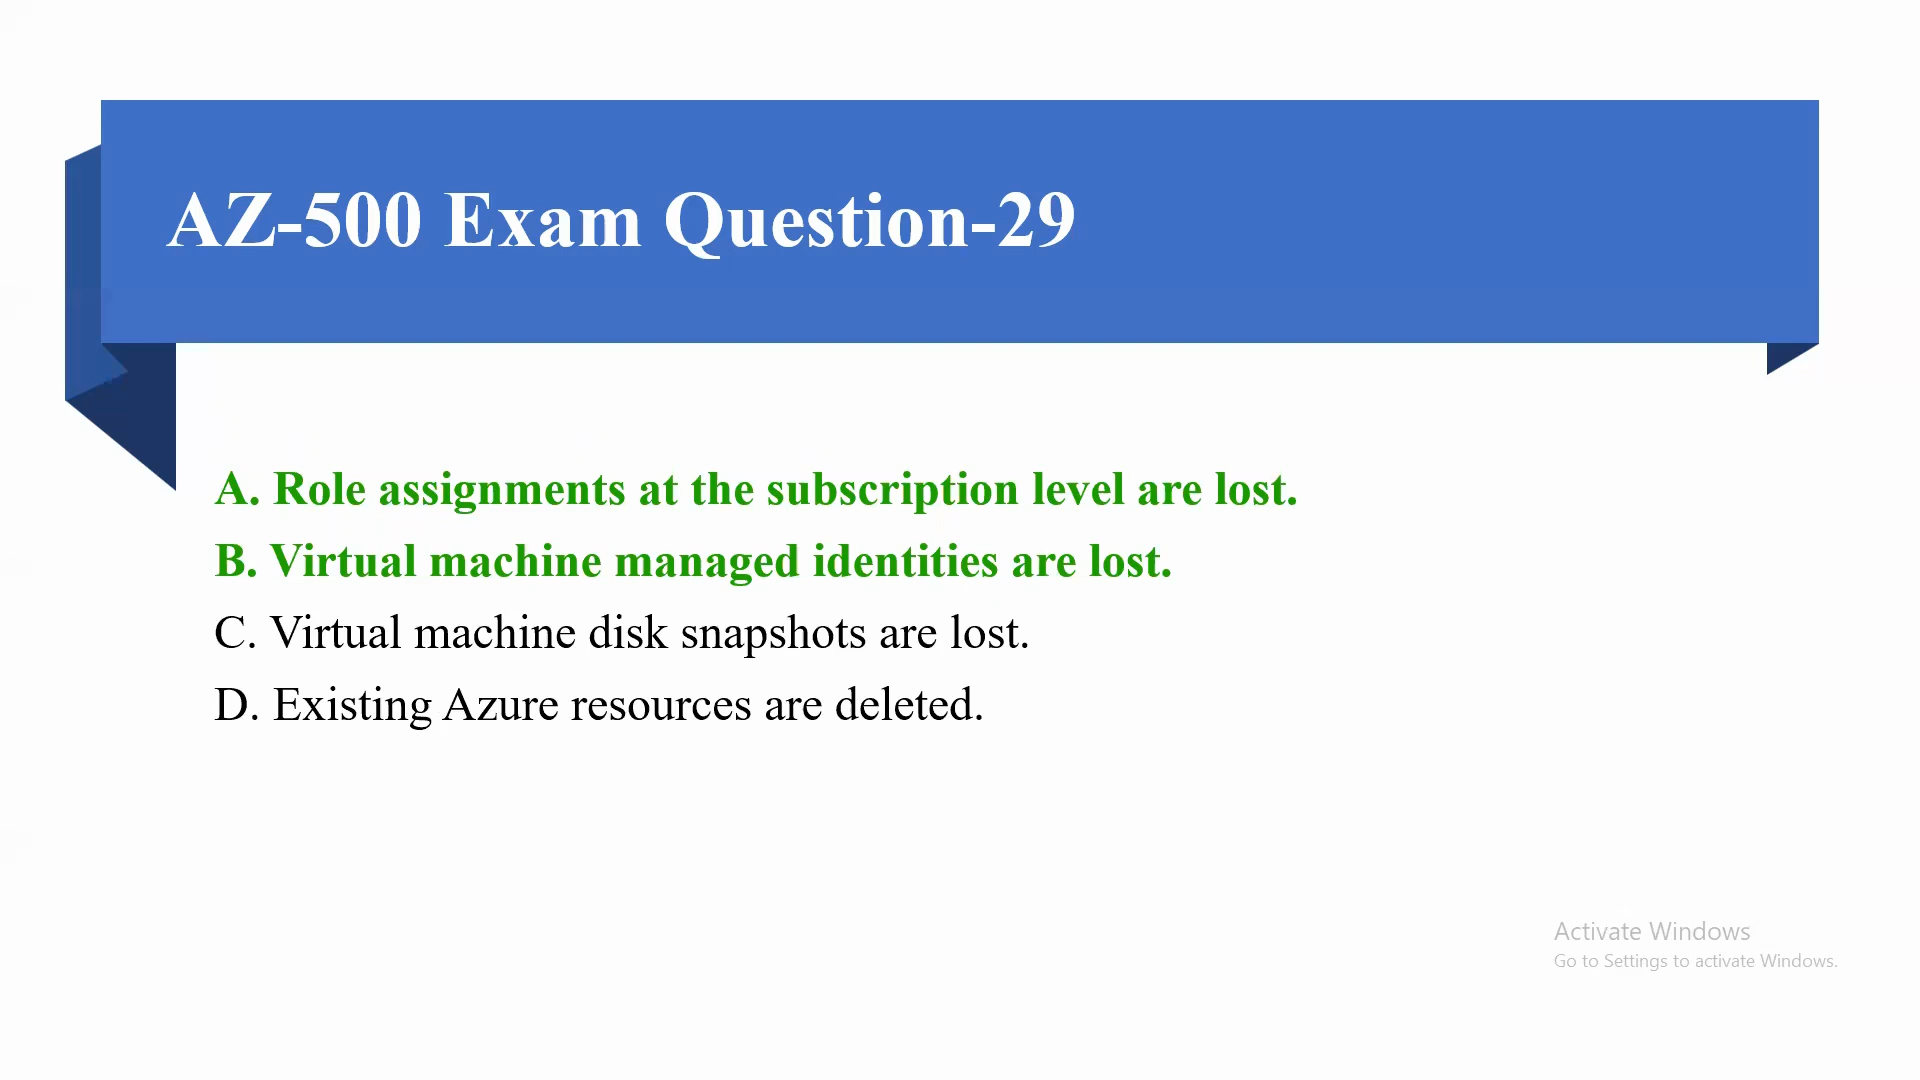 AZ-500 Exam Question-29
A. Role assignments at the subscription level are lost.
B. Virtual machine managed identities are lost.
C. Virtual machine disk snapshots are lost.
D. Existing Azure resources are deleted.
Activate Windows
Go to Settings to activate Windows.